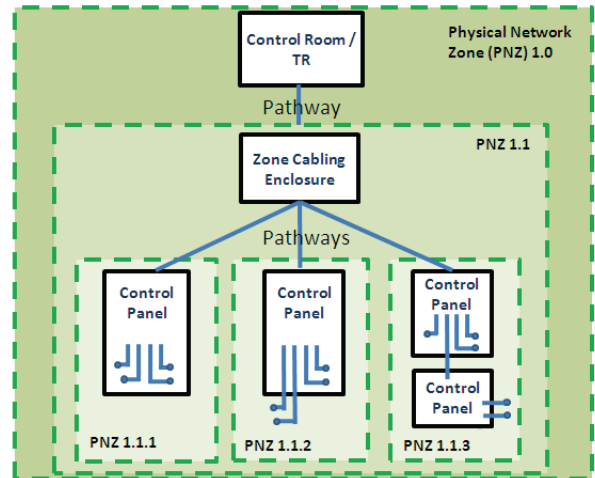 Control Room /
TR
Physical Network
Zone (PNZ) 1.0
Pathway
PNZ 1.1
Zone Cabling
Enclosure
Pathways
Control
Panel
Control
Panel
Control
Panel
Control
Panel
PNZ 1.1.1
PNZ 1.1.2
PNZ 1.1.3